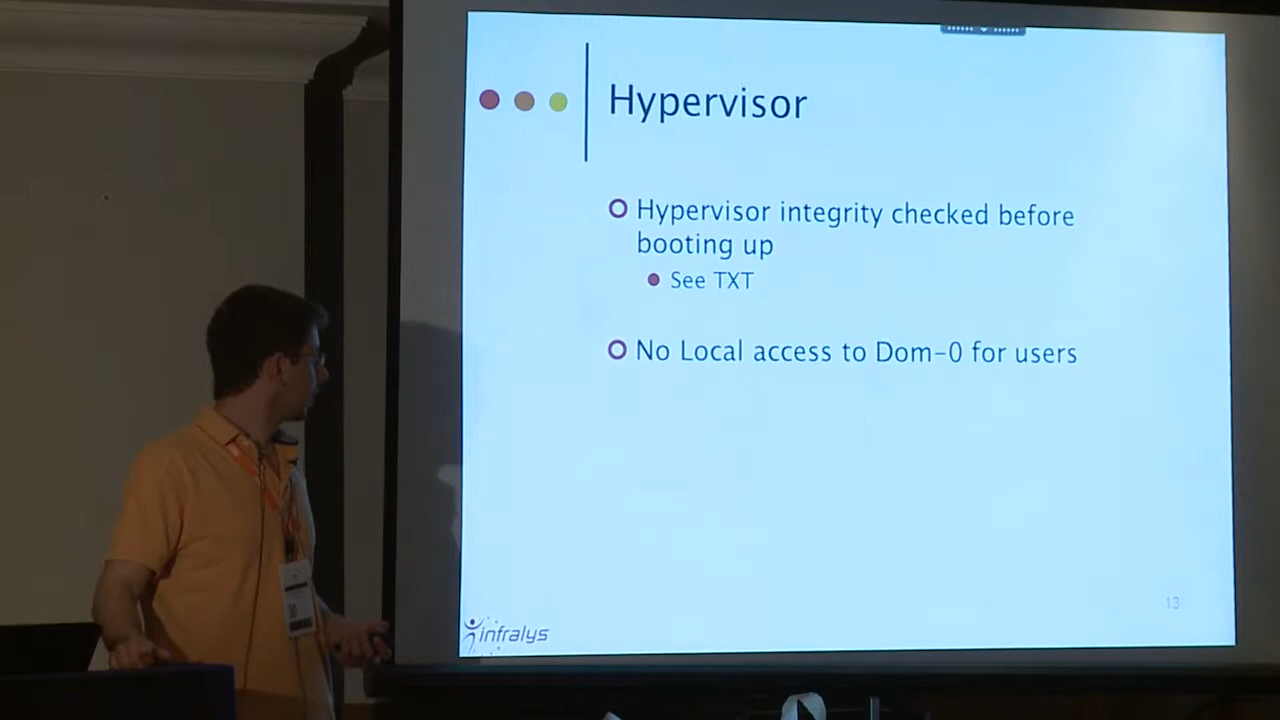 Hypervisor
Hypervisor integrity checked before
booting up
See TXT
No Local access to Dom-0 for users
13
infralys